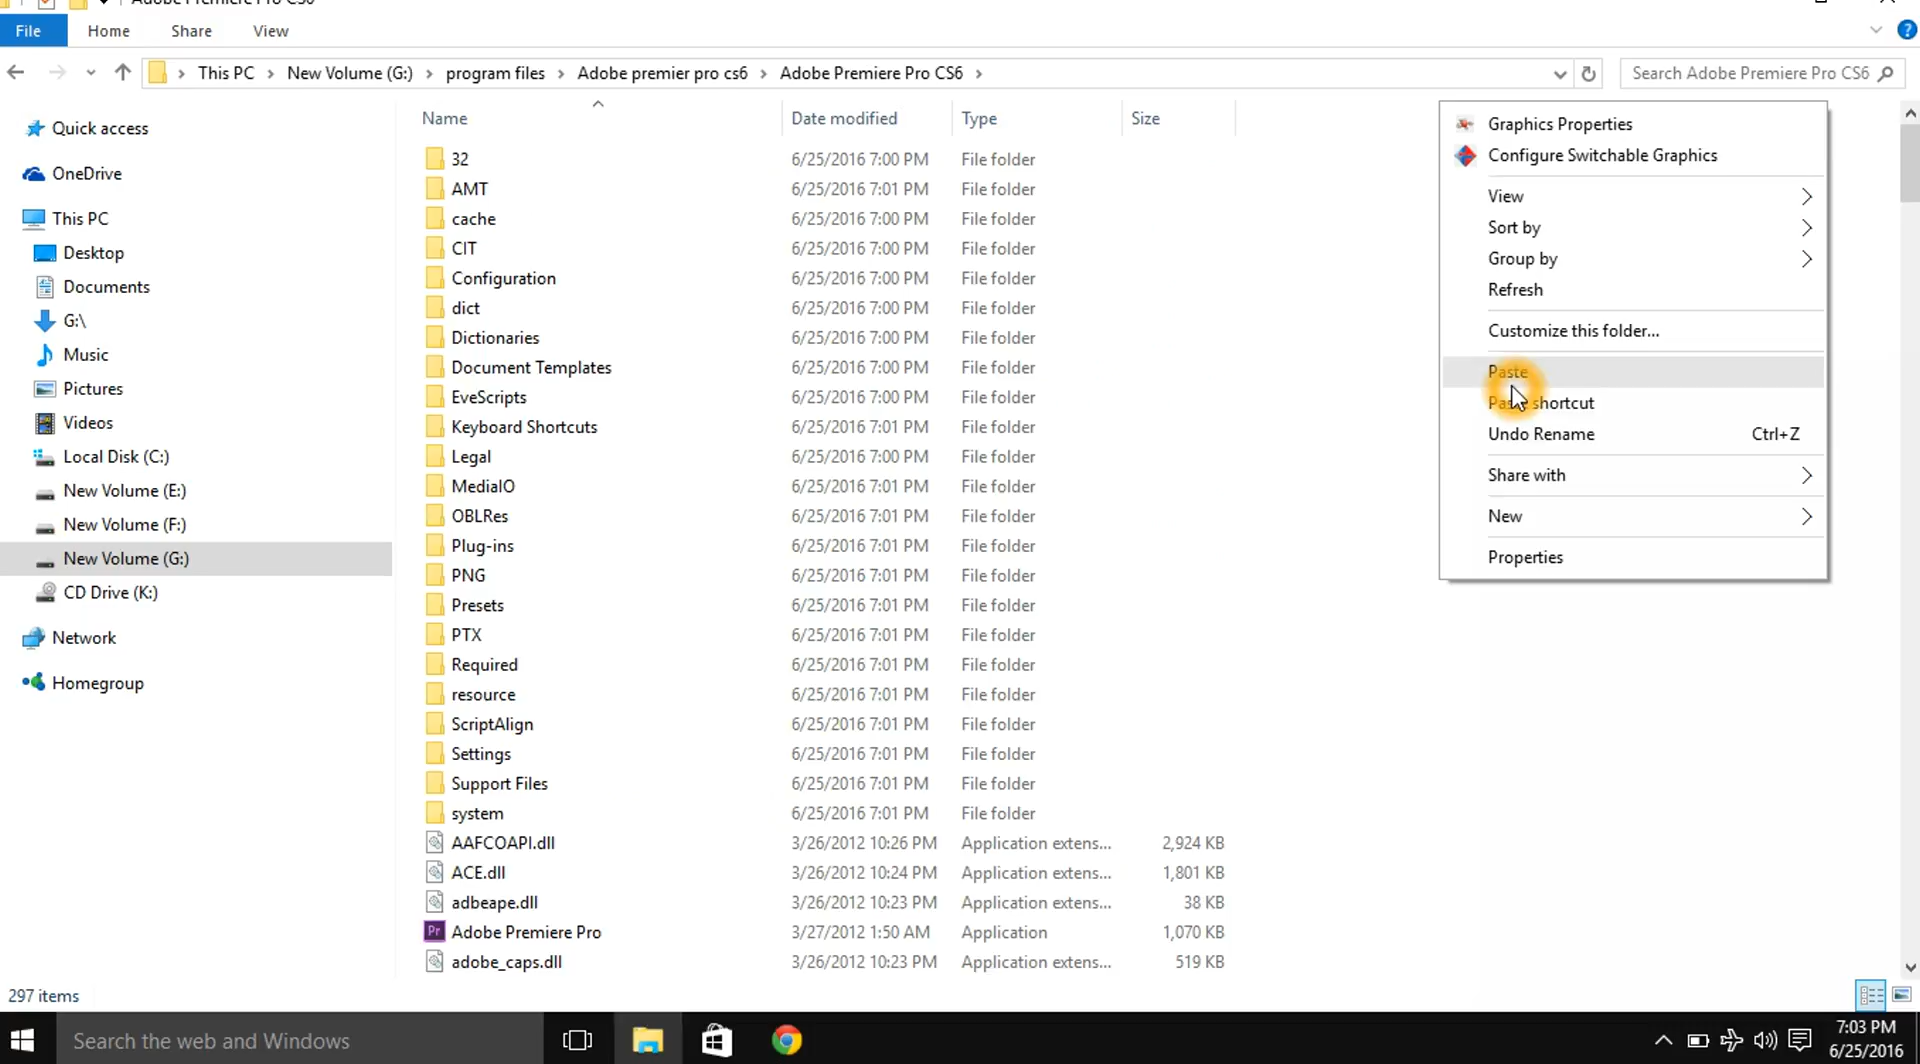 Adobe Premiere Pro CS6
File Home Share View
This PC New Volume (G:) program files Adobe premier pro cs6 Adobe Premiere Pro CS6 Search Adobe Premiere Pro CS6
Name Date modified Type Size
Quick access
OneDrive
This PC
Desktop
Documents
G:\
Music
Pictures
Videos
Local Disk (C:)
New Volume (E:)
New Volume (F:)
New Volume (G:)
CD Drive (K:)
Network
Homegroup
32 6/25/2016 7:00 PM File folder
AMT 6/25/2016 7:01 PM File folder
cache 6/25/2016 7:00 PM File folder
CIT 6/25/2016 7:00 PM File folder
Configuration 6/25/2016 7:00 PM File folder
dict 6/25/2016 7:00 PM File folder
Dictionaries 6/25/2016 7:00 PM File folder
Document Templates 6/25/2016 7:00 PM File folder
EveScripts 6/25/2016 7:00 PM File folder
Keyboard Shortcuts 6/25/2016 7:01 PM File folder
Legal 6/25/2016 7:00 PM File folder
MediaIO 6/25/2016 7:01 PM File folder
OBLRes 6/25/2016 7:01 PM File folder
Plug-ins 6/25/2016 7:01 PM File folder
PNG 6/25/2016 7:01 PM File folder
Presets 6/25/2016 7:01 PM File folder
PTX 6/25/2016 7:01 PM File folder
Required 6/25/2016 7:01 PM File folder
resource 6/25/2016 7:01 PM File folder
ScriptAlign 6/25/2016 7:01 PM File folder
Settings 6/25/2016 7:01 PM File folder
Support Files 6/25/2016 7:01 PM File folder
system 6/25/2016 7:01 PM File folder
AAFCOAPI.dll 3/26/2012 10:26 PM Application extens... 2,924 KB
ACE.dll 3/26/2012 10:24 PM Application extens... 1,801 KB
adbeape.dll 3/26/2012 10:23 PM Application extens... 38 KB
Pr Adobe Premiere Pro 3/27/2012 1:50 AM Application 1,070 KB
adobe_caps.dll 3/26/2012 10:23 PM Application extens... 519 KB
Graphics Properties
Configure Switchable Graphics
View
Sort by
Group by
Refresh
Customize this folder...
Paste
Paste shortcut
Undo Rename Ctrl+Z
Share with
New
Properties
297 items
Search the web and Windows
7:03 PM
6/25/2016